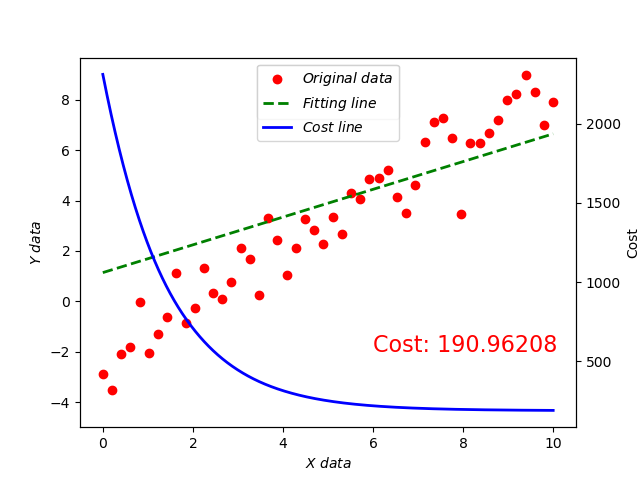 Original data
Fitting line
Cost line
8
6
4
2
0
−2
−4
Y data
2000
1500
1000
500
Cost
Cost: 190.96208
0 2 4 6 8 10
X data